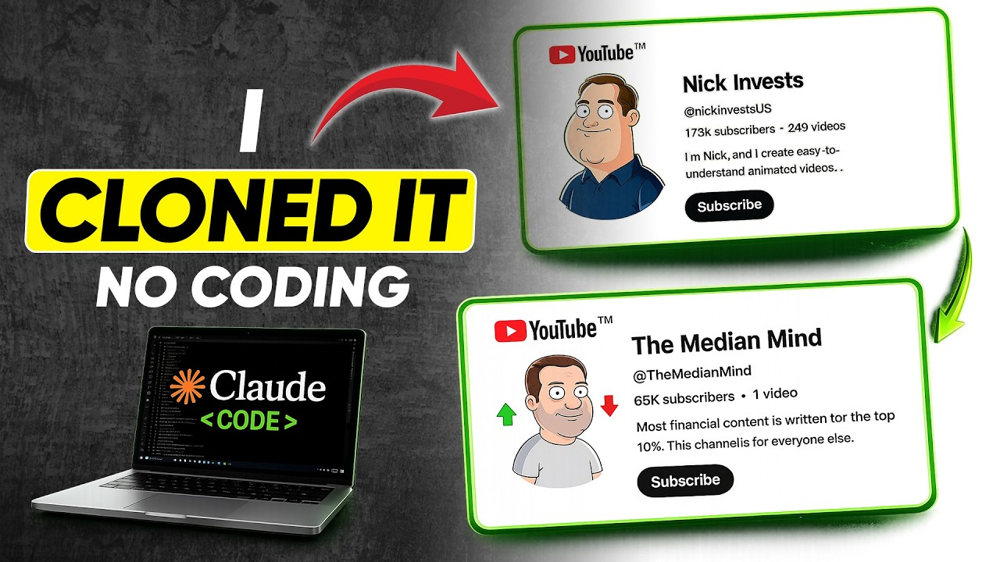 I
CLONED IT
NO CODING
Claude
<CODE>
YouTube™
Nick Invests
@nickinvestsUS
173k subscribers - 249 videos
I'm Nick, and I create easy-to-
understand animated videos. .
Subscribe
YouTube™
The Median Mind
@TheMedianMind
65K subscribers • 1 video
Most financial content is written tor the top
10%. This channelis for everyone else.
Subscribe